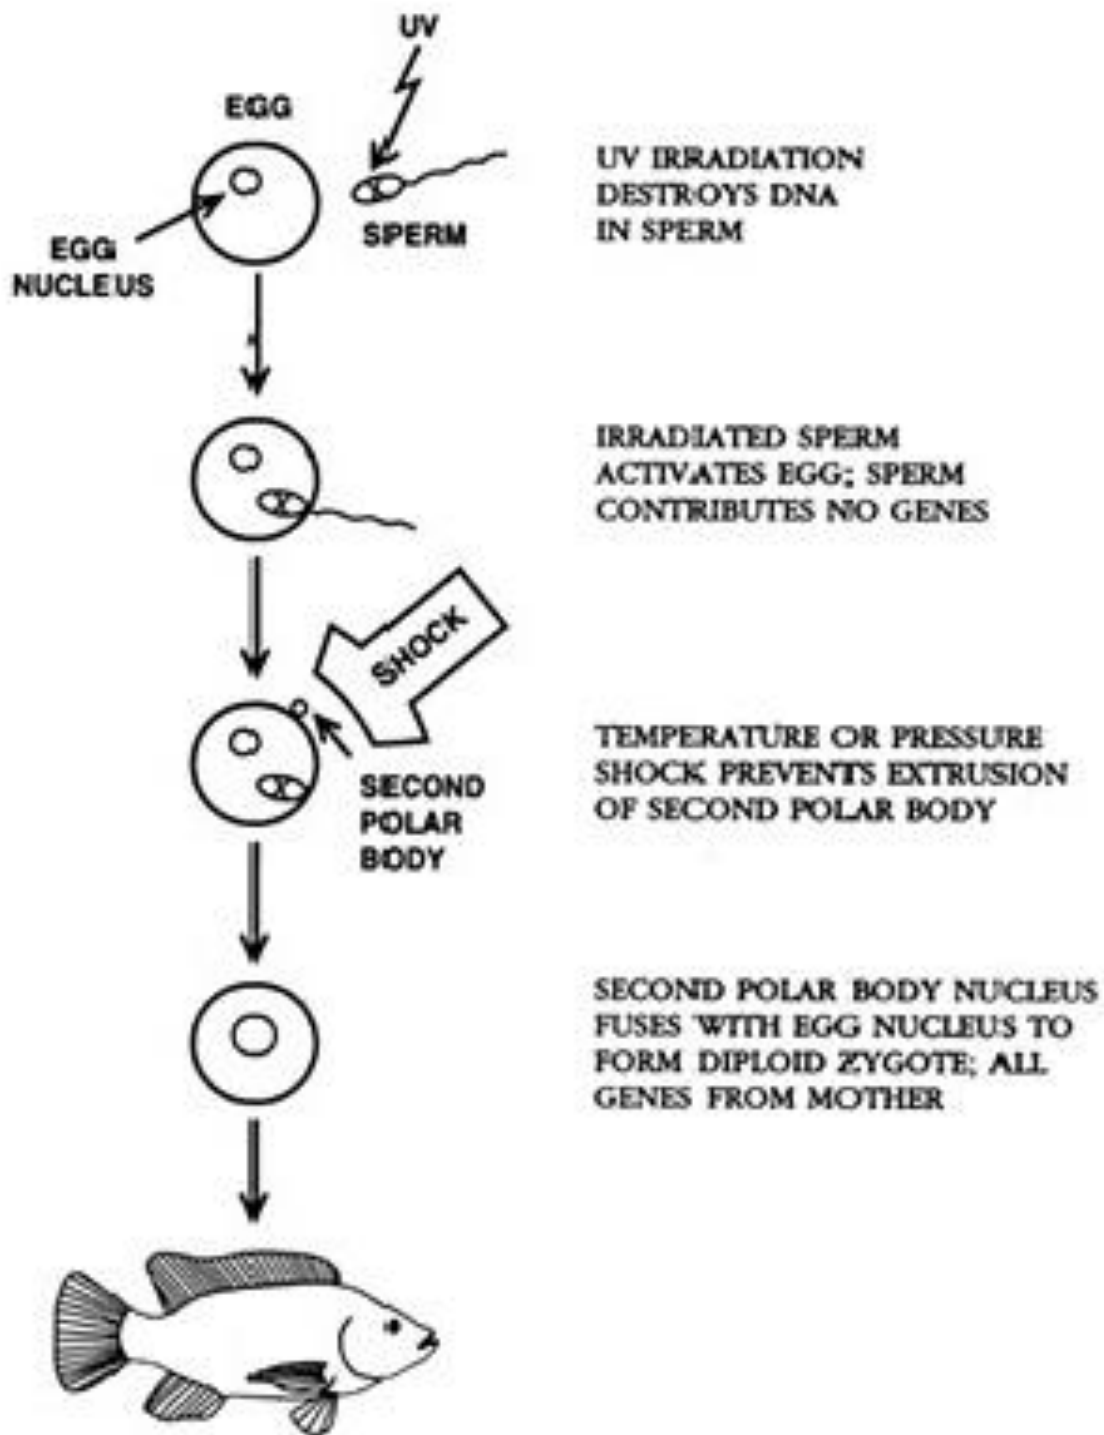 UV
EGG
EGG
NUCLEUS
SPERM
UV IRRADIATION
DESTROYS DNA
IN SPERM
IRRADIATED SPERM
ACTIVATES EGG; SPERM
CONTRIBUTES NO GENES
SHOCK
SECOND
POLAR
BODY
TEMPERATURE OR PRESSURE
SHOCK PREVENTS EXTRUSION
OF SECOND POLAR BODY
SECOND POLAR BODY NUCLEUS
FUSES WITH EGG NUCLEUS TO
FORM DIPLOID ZYGOTE; ALL
GENES FROM MOTHER